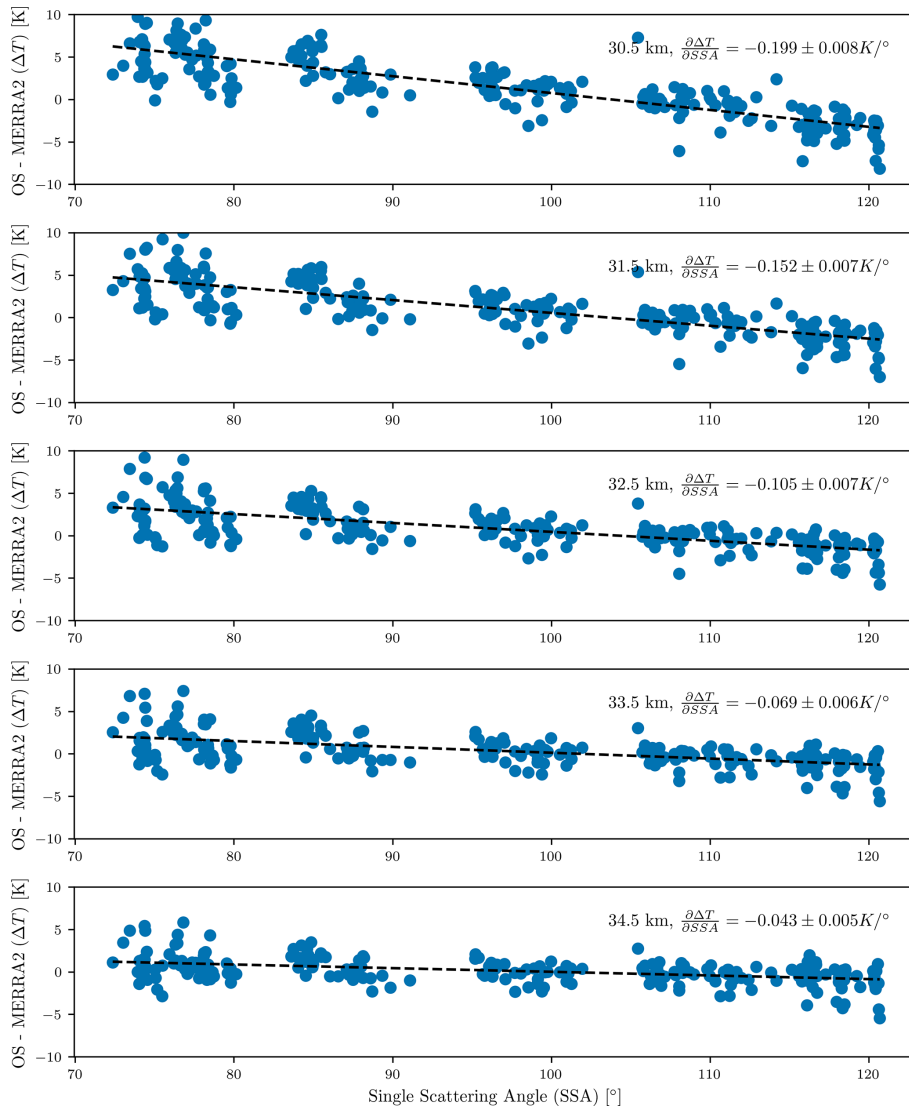 OS - MERRA2 (ΔT) [K]
10
5
0
−5
−10
30.5 km, ∂ΔT/∂SSA = −0.199 ± 0.008K/°
70 80 90 100 110 120
OS - MERRA2 (ΔT) [K]
10
5
0
−5
−10
31.5 km, ∂ΔT/∂SSA = −0.152 ± 0.007K/°
70 80 90 100 110 120
OS - MERRA2 (ΔT) [K]
10
5
0
−5
−10
32.5 km, ∂ΔT/∂SSA = −0.105 ± 0.007K/°
70 80 90 100 110 120
OS - MERRA2 (ΔT) [K]
10
5
0
−5
−10
33.5 km, ∂ΔT/∂SSA = −0.069 ± 0.006K/°
70 80 90 100 110 120
OS - MERRA2 (ΔT) [K]
10
5
0
−5
−10
34.5 km, ∂ΔT/∂SSA = −0.043 ± 0.005K/°
70 80 90 100 110 120
Single Scattering Angle (SSA) [°]